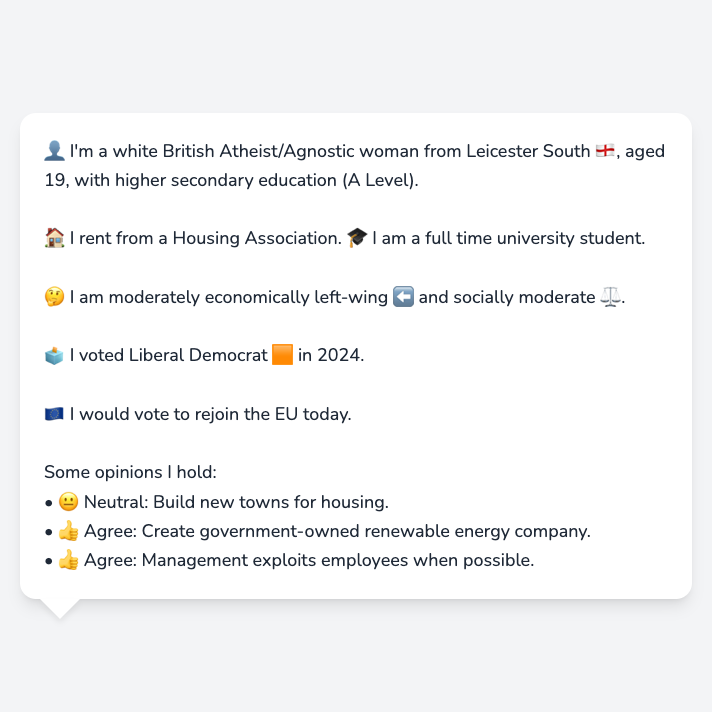 👤 I'm a white British Atheist/Agnostic woman from Leicester South 🏴󠁧󠁢󠁥󠁮󠁧󠁿, aged
19, with higher secondary education (A Level).
🏠 I rent from a Housing Association. 🎓 I am a full time university student.
🤔 I am moderately economically left-wing ⬅️ and socially moderate ⚖️.
🗳️ I voted Liberal Democrat 🟧 in 2024.
🇪🇺 I would vote to rejoin the EU today.
Some opinions I hold:
• 😐 Neutral: Build new towns for housing.
• 👍 Agree: Create government-owned renewable energy company.
• 👍 Agree: Management exploits employees when possible.